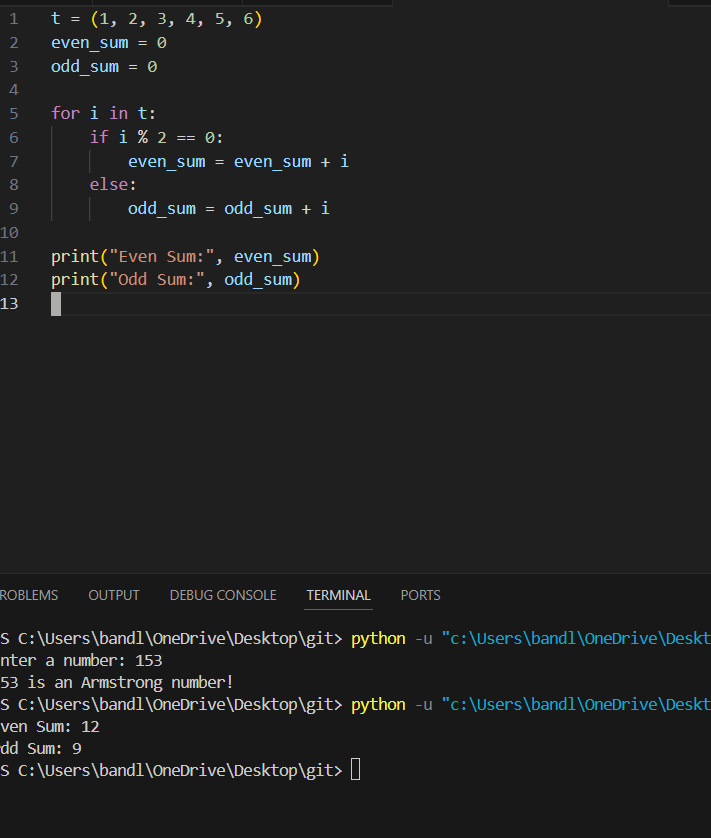 1 t = (1, 2, 3, 4, 5, 6)
2 even_sum = 0
3 odd_sum = 0
4
5 for i in t:
6     if i % 2 == 0:
7         even_sum = even_sum + i
8     else:
9         odd_sum = odd_sum + i
10
11 print("Even Sum:", even_sum)
12 print("Odd Sum:", odd_sum)
13
ROBLEMS OUTPUT DEBUG CONSOLE TERMINAL PORTS
S C:\Users\bandl\OneDrive\Desktop\git> python -u "c:\Users\bandl\OneDrive\Deskt
nter a number: 153
53 is an Armstrong number!
S C:\Users\bandl\OneDrive\Desktop\git> python -u "c:\Users\bandl\OneDrive\Deskt
ven Sum: 12
dd Sum: 9
S C:\Users\bandl\OneDrive\Desktop\git>